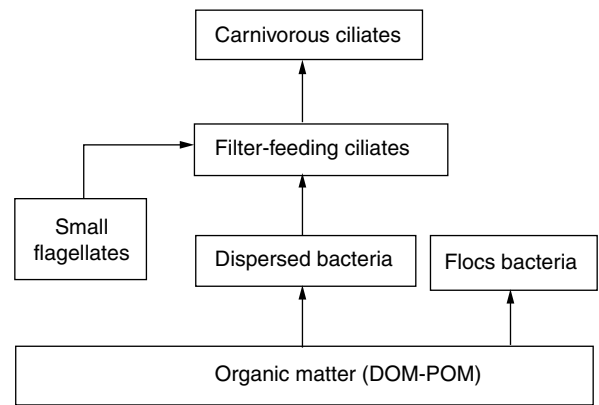 Carnivorous ciliates
Filter-feeding ciliates
Small
flagellates
Dispersed bacteria
Flocs bacteria
Organic matter (DOM-POM)